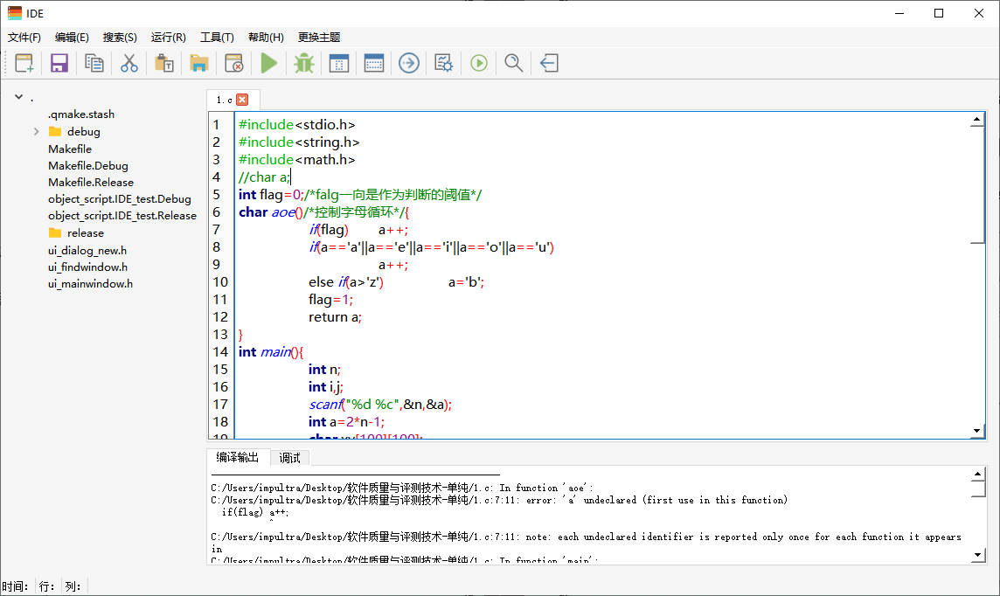 IDE
文件(F) 编辑(E) 搜索(S) 运行(R) 工具(T) 帮助(H) 更换主题
.
.qmake.stash
debug
Makefile
Makefile.Debug
Makefile.Release
object_script.IDE_test.Debug
object_script.IDE_test.Release
release
ui_dialog_new.h
ui_findwindow.h
ui_mainwindow.h
1.c
1 #include<stdio.h>
2 #include<string.h>
3 #include<math.h>
4 //char a;
5 int flag=0;/*falg一向是作为判断的阈值*/
6 char aoe()/*控制字母循环*/{
7 if(flag) a++;
8 if(a=='a'||a=='e'||a=='i'||a=='o'||a=='u')
9 a++;
10 else if(a>'z') a='b';
11 flag=1;
12 return a;
13 }
14 int main(){
15 int n;
16 int i,j;
17 scanf("%d %c",&n,&a);
18 int a=2*n-1;
编译输出 调试
C:/Users/impultra/Desktop/软件质量与评测技术-单纯/1.c: In function 'aoe':
C:/Users/impultra/Desktop/软件质量与评测技术-单纯/1.c:7:11: error: 'a' undeclared (first use in this function)
if(flag) a++;
^
C:/Users/impultra/Desktop/软件质量与评测技术-单纯/1.c:7:11: note: each undeclared identifier is reported only once for each function it appears
in
C:/Users/impultra/Desktop/软件质量与评测技术-单纯/1.c: In function 'main':
时间: 行: 列: